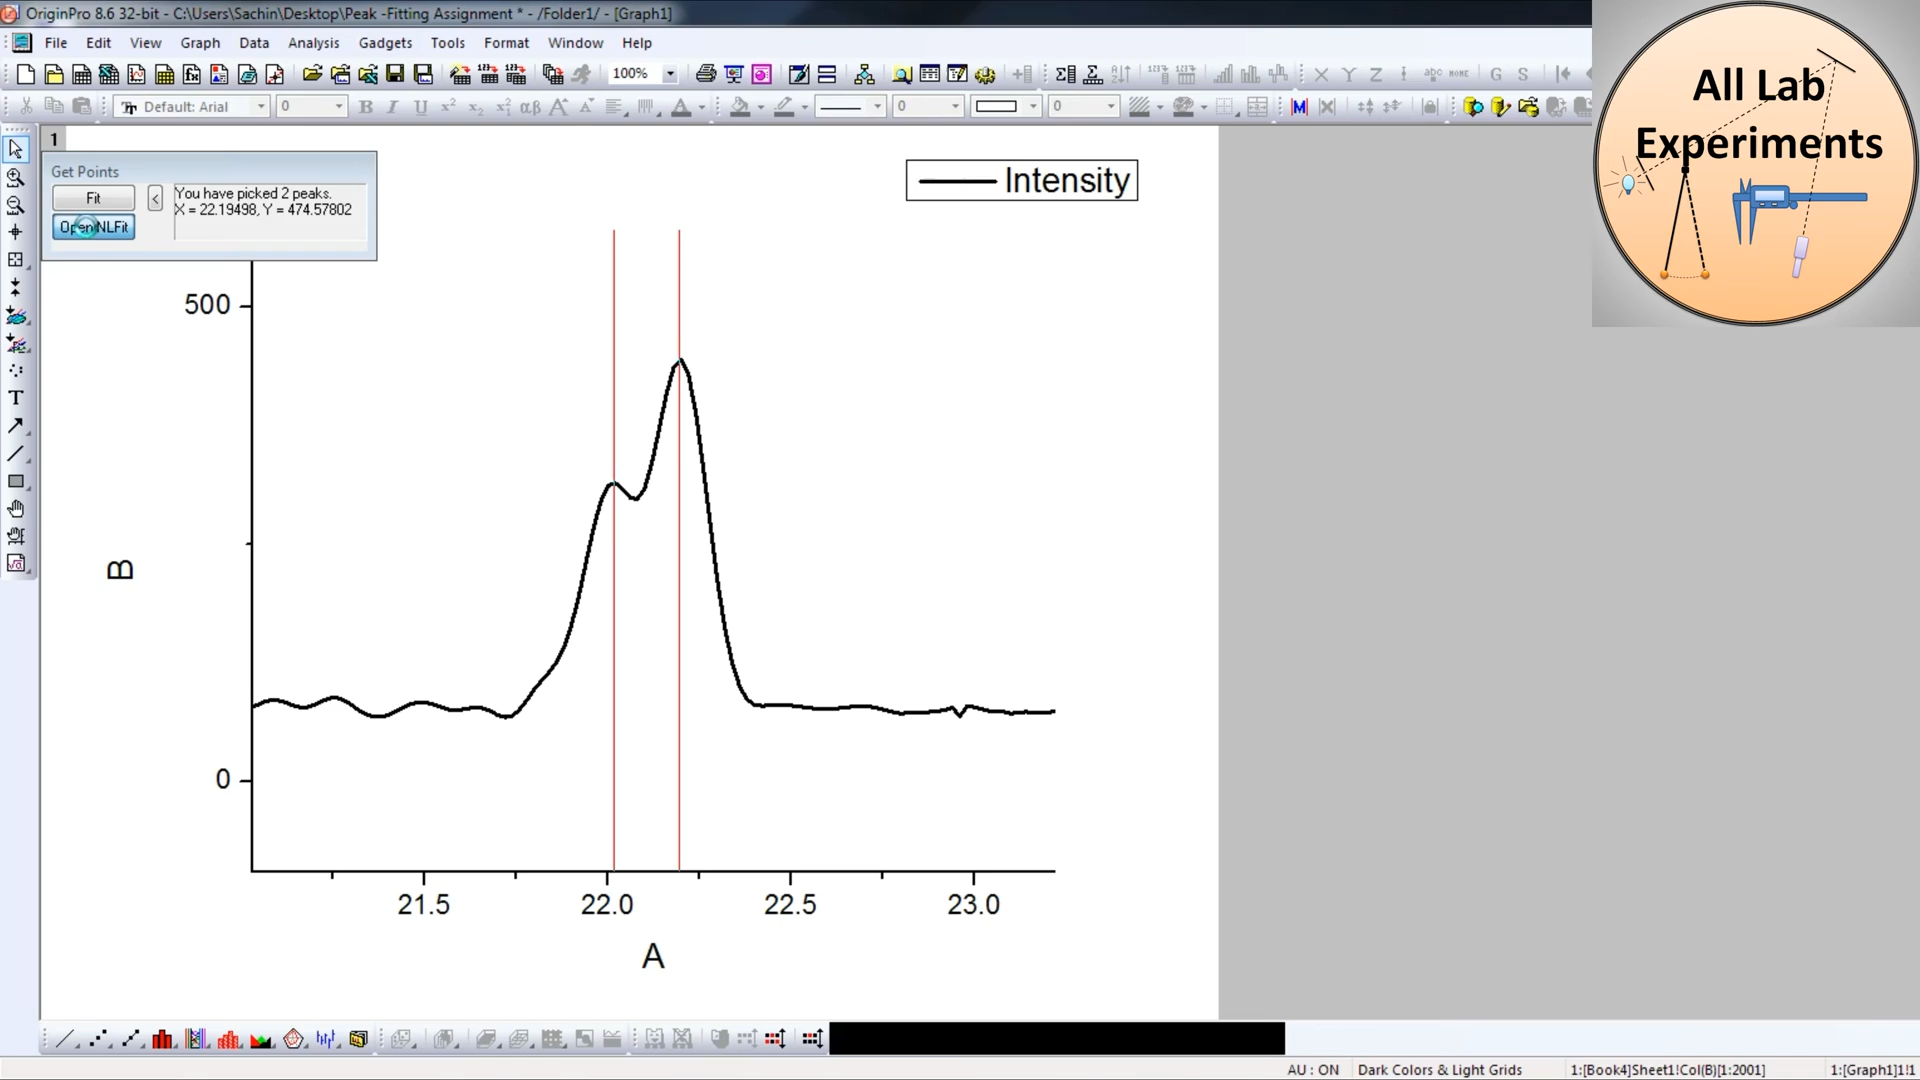 OriginPro 8.6 32-bit - C:\Users\Sachin\Desktop\Peak -Fitting Assignment * - /Folder1/ - [Graph1]
File Edit View Graph Data Analysis Gadgets Tools Format Window Help
100%
Default: Arial 0 B I U 0 0
All Lab
Experiments
1
Get Points
Fit
<
You have picked 2 peaks.
X = 22.19498, Y = 474.57802
Open NLFit
Intensity
500
B
0
21.5 22.0 22.5 23.0
A
AU : ON Dark Colors & Light Grids 1:[Book4]Sheet1!Col(B)[1:2001] 1:[Graph1]1!1